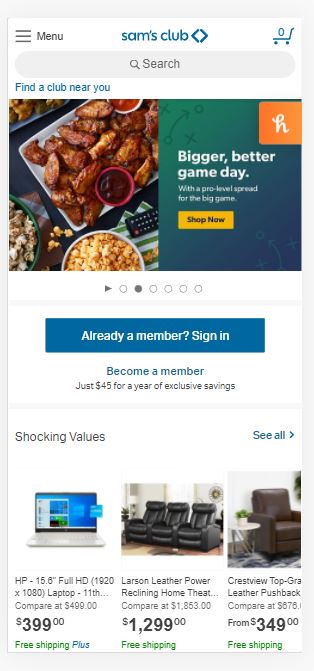 Menu
sam's club
0
Search
Find a club near you
h
Bigger, better
game day.
With a pro-level spread
for the big game.
Shop Now
Already a member? Sign in
Become a member
Just $45 for a year of exclusive savings
Shocking Values
See all >
HP - 15.6" Full HD (1920
x 1080) Laptop - 11th...
Compare at $499.00
$399.00
Free shipping Plus
Larson Leather Power
Reclining Home Theat...
Compare at $1,853.00
$1,299.00
Free shipping
Crestview Top-Gra
Leather Pushback
Compare at $676.
From $349.00
Free shipping